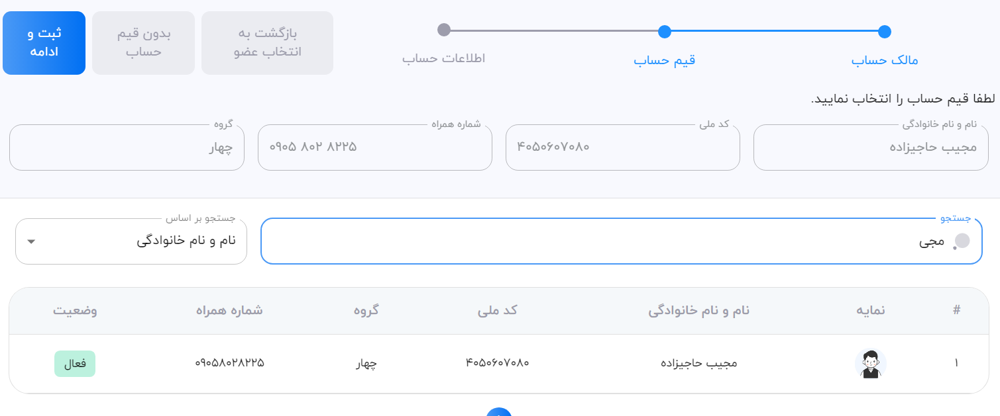 مالک حساب
قیم حساب
اطلاعات حساب
بازگشت به
انتخاب عضو
بدون قیم
حساب
ثبت و
ادامه
لطفا قیم حساب را انتخاب نمایید.
نام و نام خانوادگی
مجیب حاجیزاده
کد ملی
۴۰۵۰۶۰۷۰۸۰
شماره همراه
۰۹۰۵ ۸۰۲ ۸۲۲۵
گروه
چهار
جستجو
مجی
جستجو بر اساس
نام و نام خانوادگی
# نمایه نام و نام خانوادگی کد ملی گروه شماره همراه وضعیت
۱ مجیب حاجیزاده ۴۰۵۰۶۰۷۰۸۰ چهار ۰۹۰۵۸۰۲۸۲۲۵ فعال